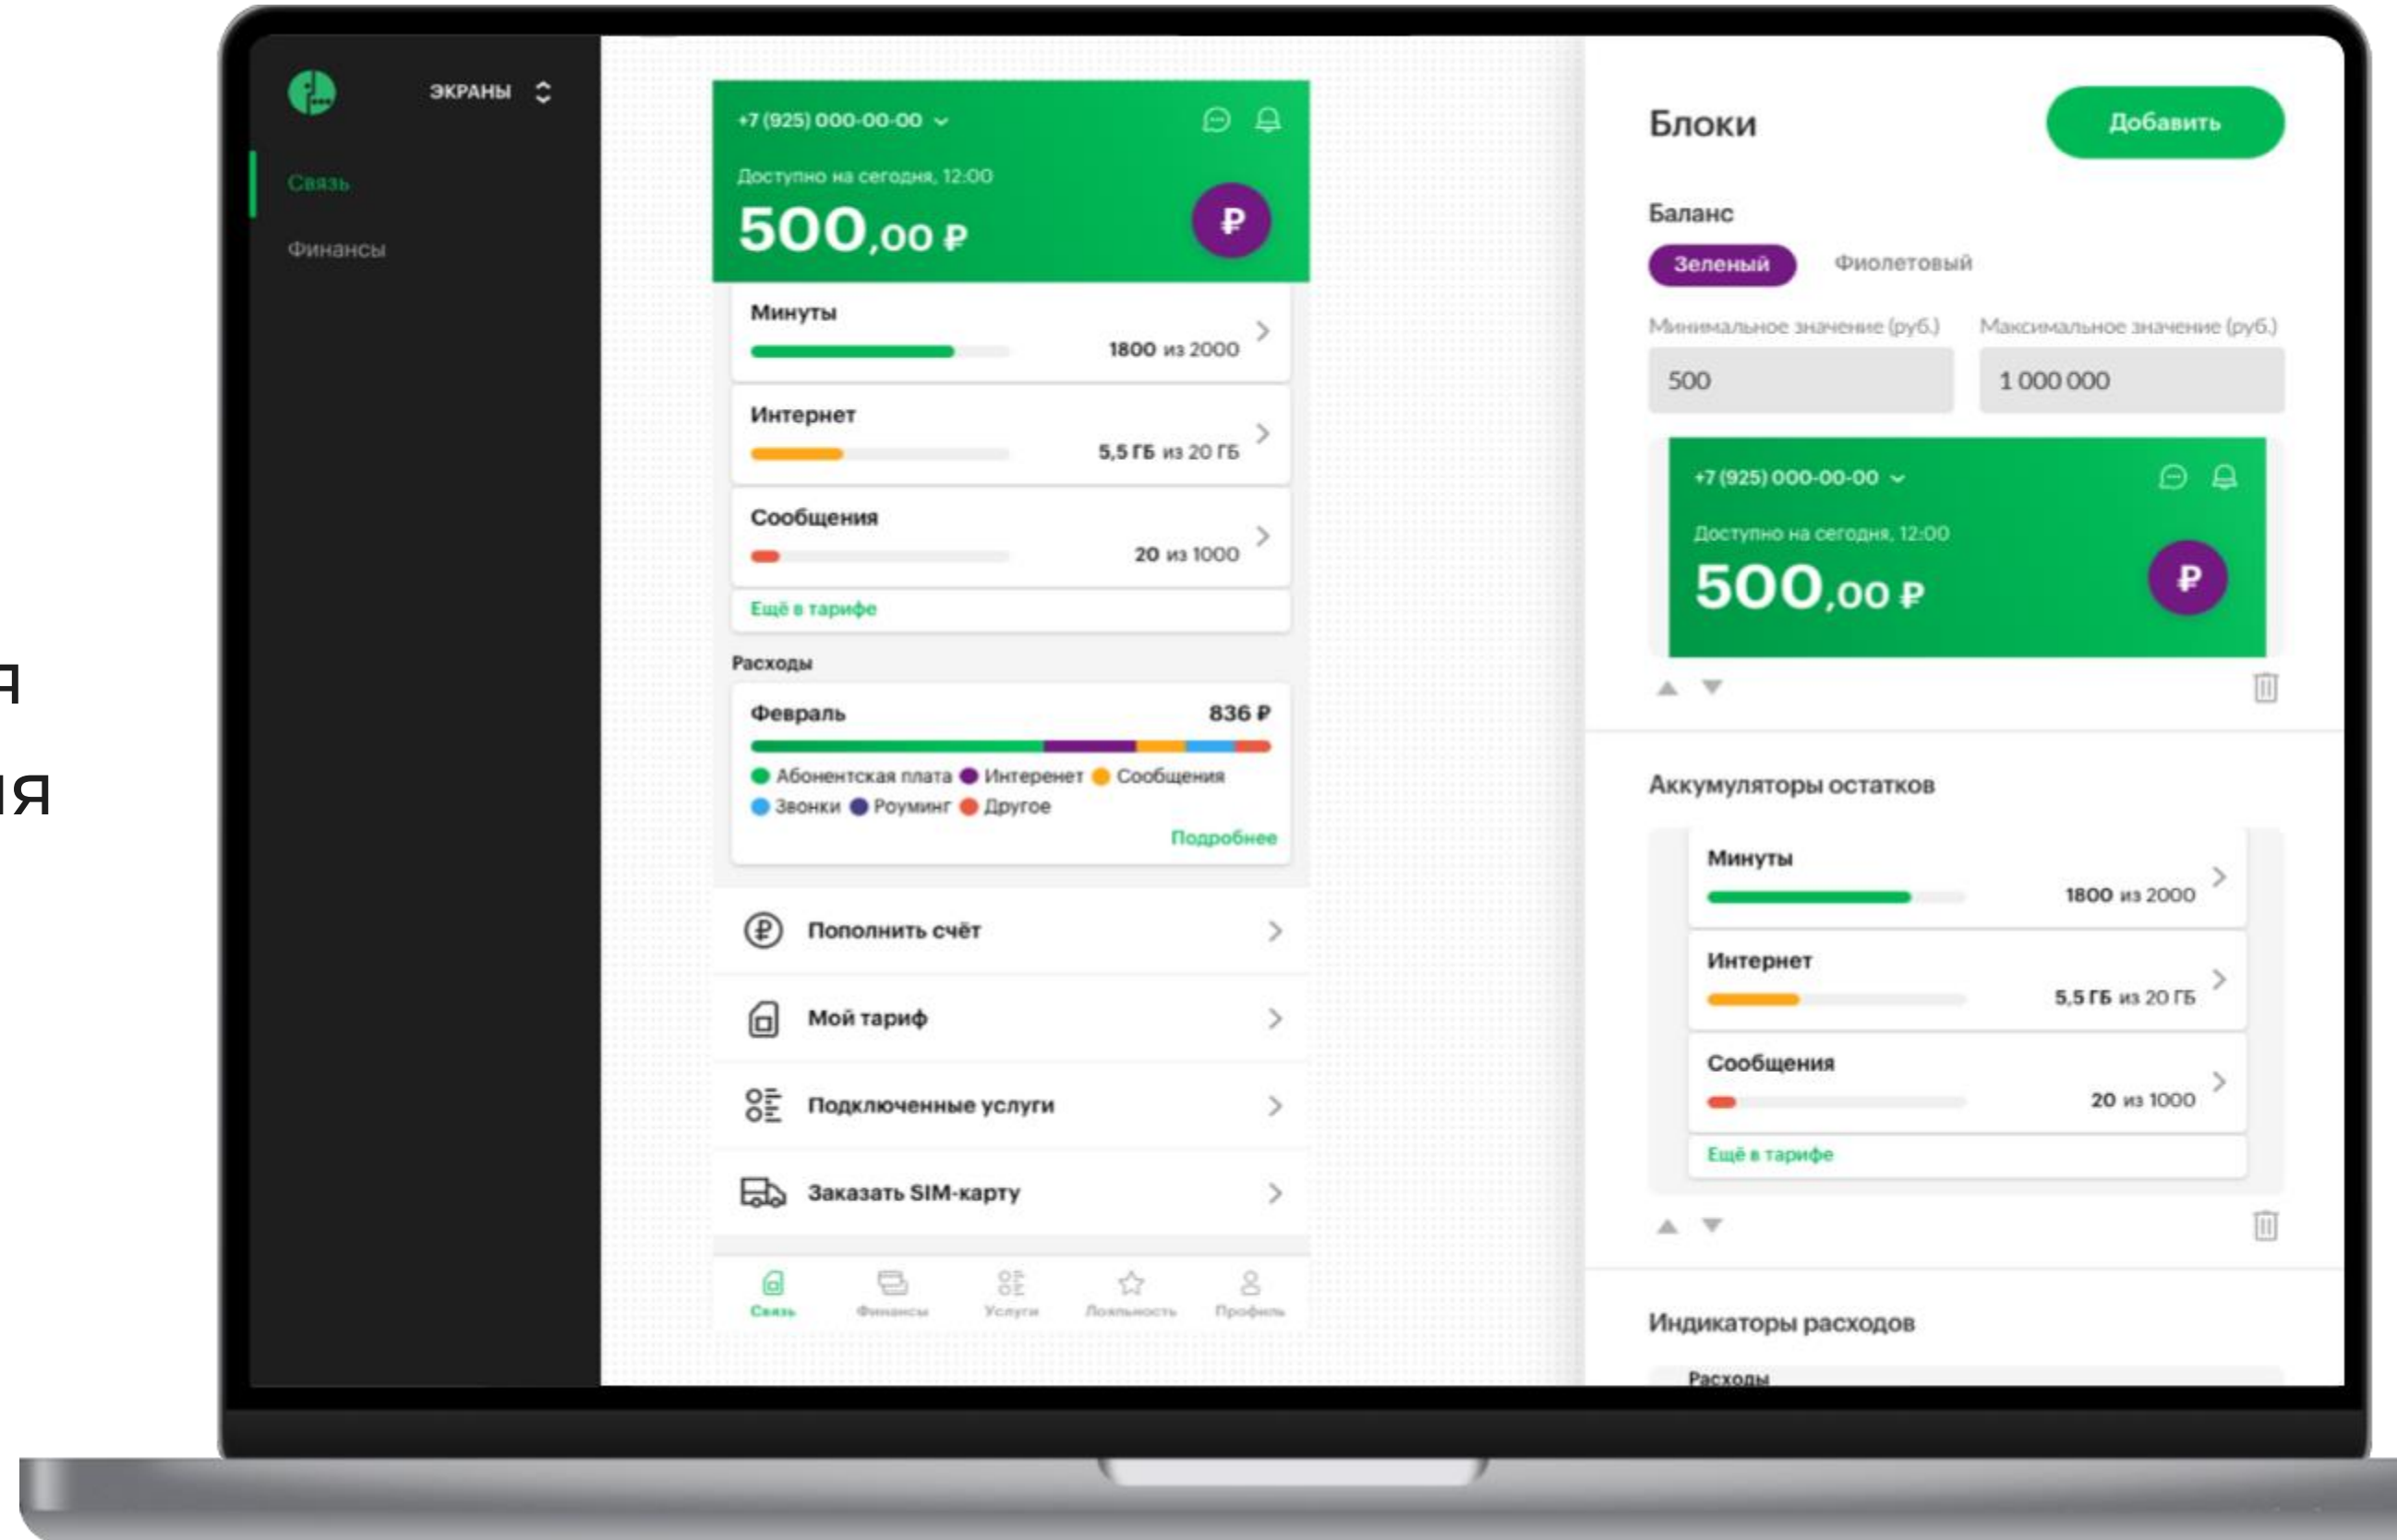 я
ия
ЭКРАНЫ
Связь
Финансы
+7 (925) 000-00-00
Доступно на сегодня, 12:00
500,00 ₽
₽
Минуты
1800 из 2000
Интернет
5,5 ГБ из 20 ГБ
Сообщения
20 из 1000
Ещё в тарифе
Расходы
Февраль 836 ₽
Абонентская плата Интеренет Сообщения
Звонки Роуминг Другое
Подробнее
Пополнить счёт
Мой тариф
Подключенные услуги
Заказать SIM-карту
Связь Финансы Услуги Лояльность Профиль
Блоки Добавить
Баланс
Зеленый Фиолетовый
Минимальное значение (руб.) Максимальное значение (руб.)
500 1 000 000
+7 (925) 000-00-00
Доступно на сегодня, 12:00
500,00 ₽
₽
Аккумуляторы остатков
Минуты
1800 из 2000
Интернет
5,5 ГБ из 20 ГБ
Сообщения
20 из 1000
Ещё в тарифе
Индикаторы расходов
Расходы